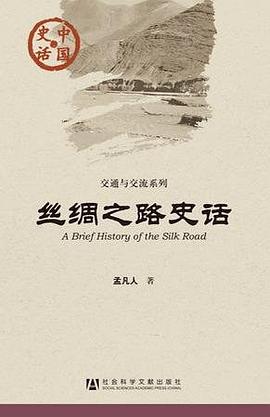 中国
史话
交通与交流系列
丝绸之路史话
A Brief History of the Silk Road
孟凡人 著
社会科学文献出版社
SOCIAL SCIENCES ACADEMIC PRESS (CHINA)